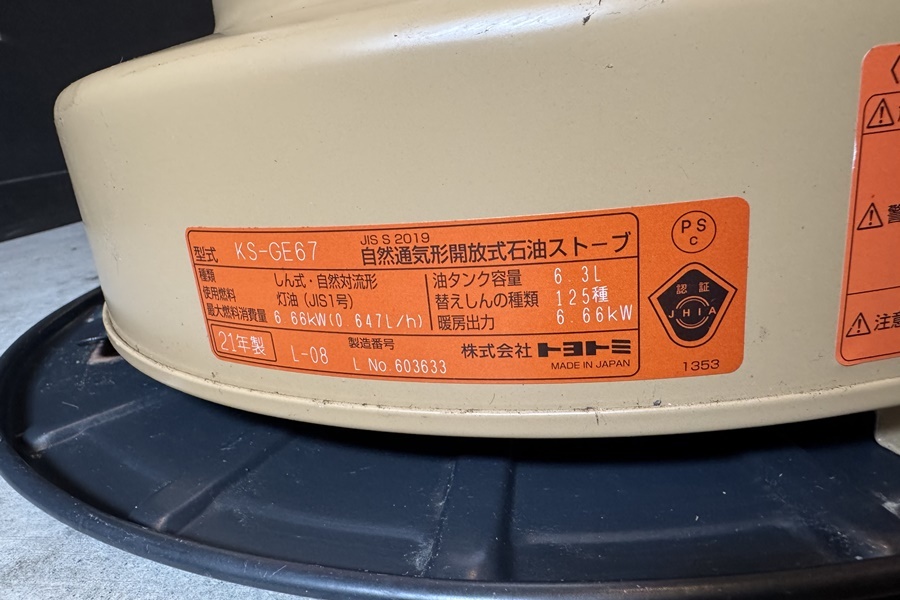 型式 KS-GE67
JIS S 2019
自然通気形開放式石油ストーブ
種類 しん式・自然対流形
使用燃料 灯油(JIS1号)
最大燃料消費量 6.66kW(0.647L/h)
油タンク容量 6.3L
替えしんの種類 125種
暖房出力 6.66kW
21年製 L-08
製造番号
L No.603633
株式会社 トヨトミ
MADE IN JAPAN
PS
C
認証
JHIA
1353
警
注意